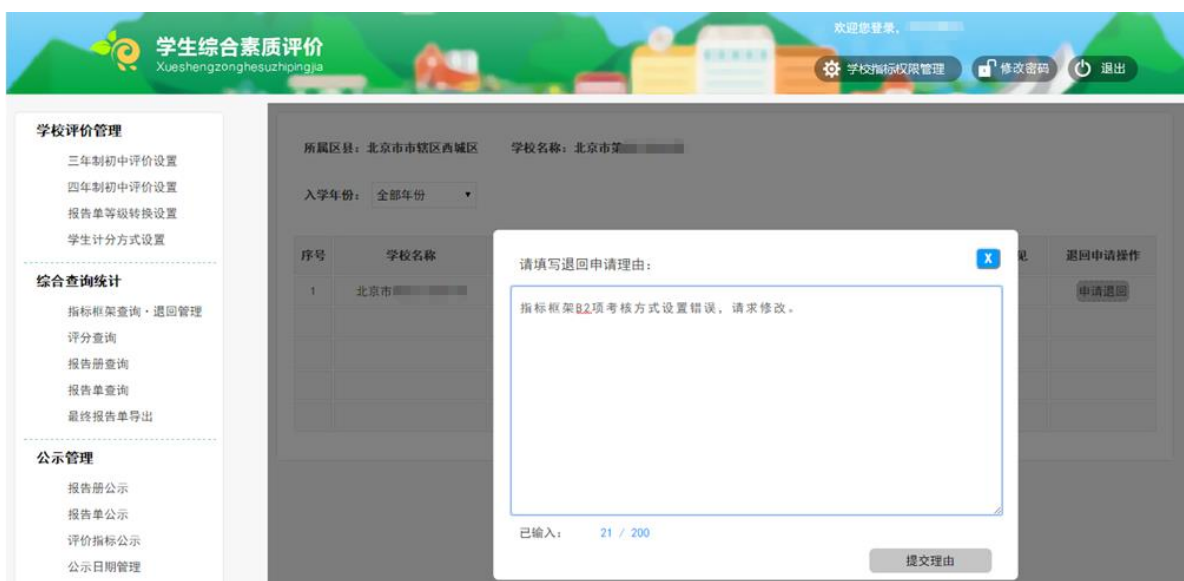 欢迎您登录，
学生综合素质评价
Xueshengzonghesuzhipingjia
学校指标权限管理 修改密码 退出
学校评价管理
三年制初中评价设置
四年制初中评价设置
报告单等级转换设置
学生计分方式设置
综合查询统计
指标框架查询·退回管理
评分查询
报告册查询
报告单查询
最终报告单导出
公示管理
报告册公示
报告单公示
评价指标公示
公示日期管理
所属区县：北京市市辖区西城区 学校名称：北京市第
入学年份： 全部年份
序号 学校名称 见 退回申请操作
1 北京市 申请退回
请填写退回申请理由：
X
指标框架B2项考核方式设置错误，请求修改。
已输入： 21 / 200
提交理由